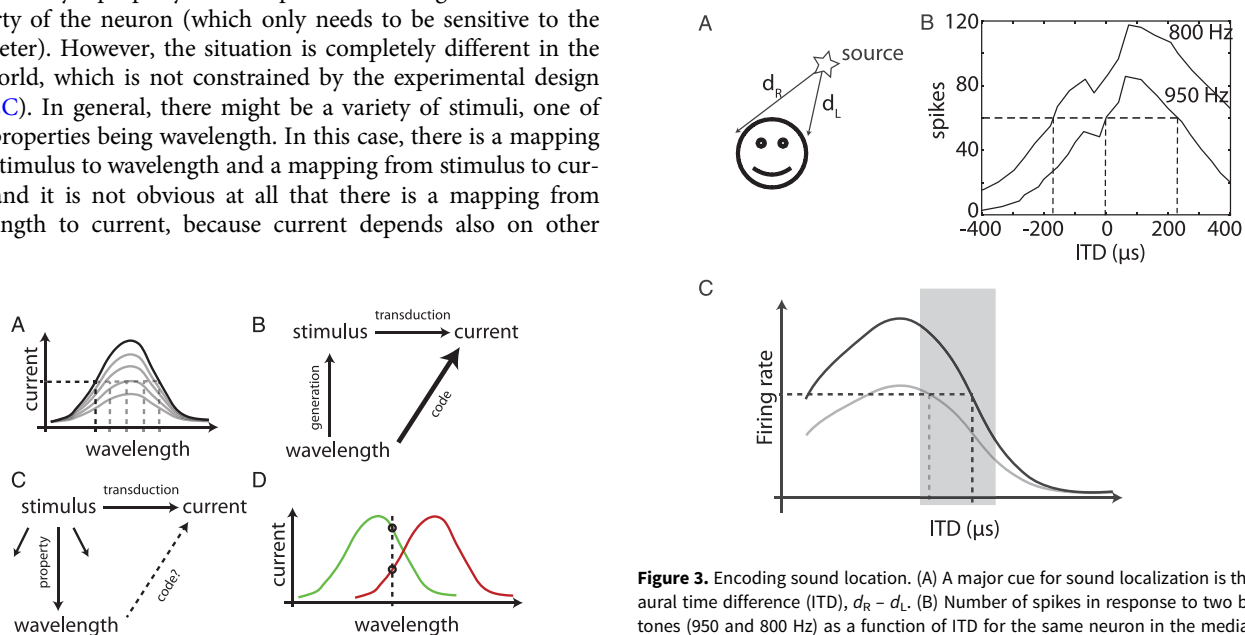 rty of the neuron (which only needs to be sensitive to the
eter). However, the situation is completely different in the
orld, which is not constrained by the experimental design
C). In general, there might be a variety of stimuli, one of
properties being wavelength. In this case, there is a mapping
timulus to wavelength and a mapping from stimulus to cur-
and it is not obvious at all that there is a mapping from
ngth to current, because current depends also on other
A
current
wavelength
B
stimulus
transduction
current
generation
code
wavelength
C
stimulus
transduction
current
property
code?
wavelength
D
current
wavelength
A
source
dR
dL
B
120
80
40
0
spikes
800 Hz
950 Hz
-400 -200 0 200 400
ITD (μs)
C
Firing rate
ITD (μs)
Figure 3. Encoding sound location. (A) A major cue for sound localization is th
aural time difference (ITD), dR – dL. (B) Number of spikes in response to two b
tones (950 and 800 Hz) as a function of ITD for the same neuron in the media